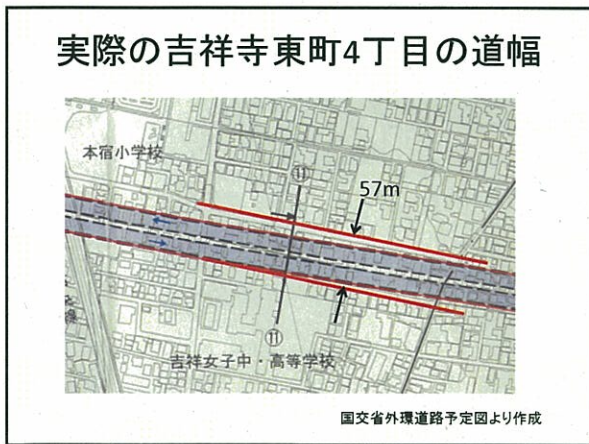 実際の吉祥寺東町4丁目の道幅
本宿小学校
⑪
57m
⑪
吉祥女子中・高等学校
国交省外環道路予定図より作成